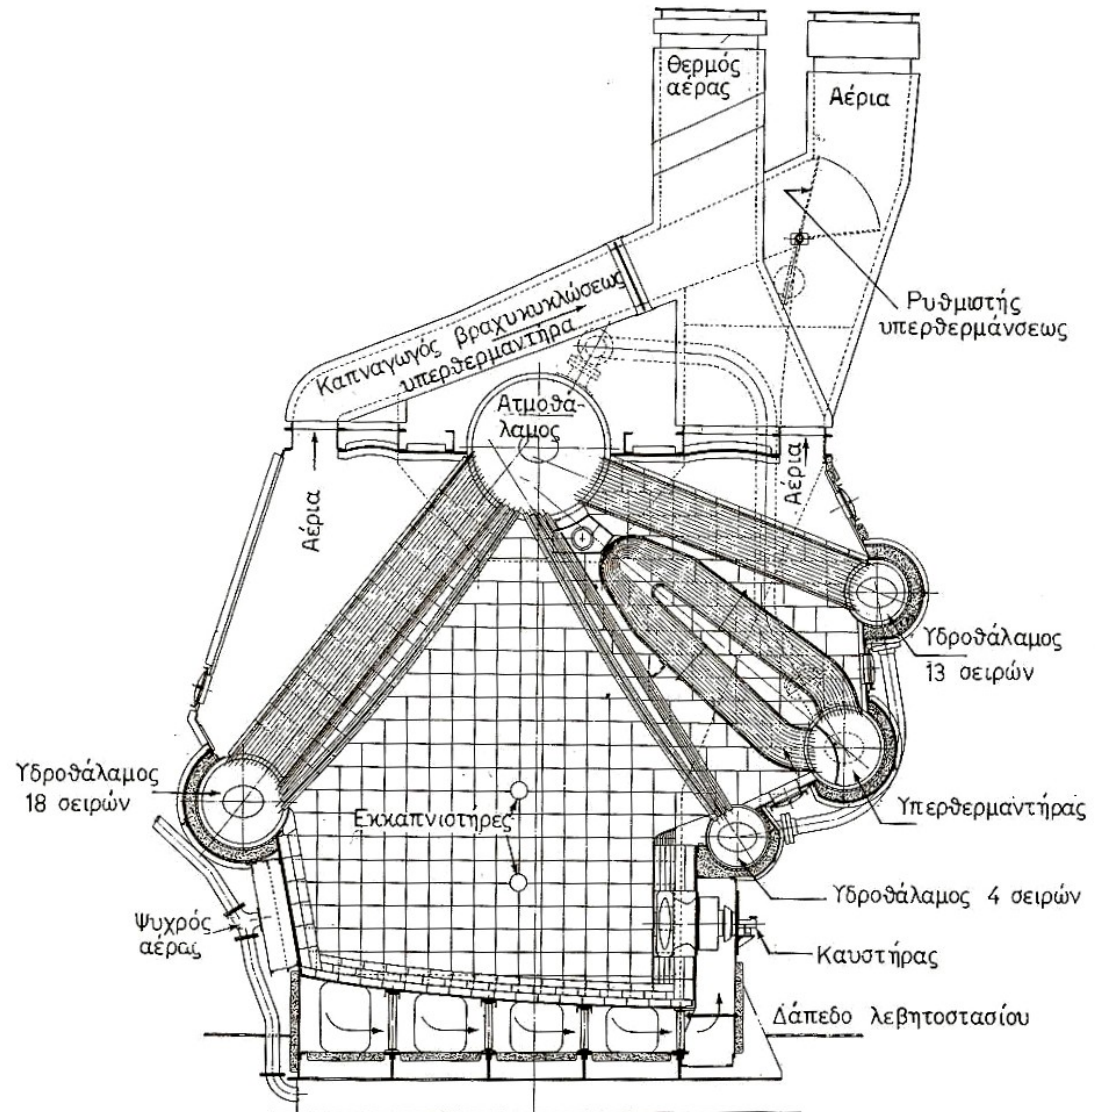 θερμός
αέρας
Αέρια
Ρυθμιστής
υπερθερμάνσεως
Καπναγωγός βραχυκυκλώσεως
υπερθερμαντήρα
Ατμοθά-
λαμος
Αέρια
Αέρια
Υδροθάλαμος
13 σειρών
Υδροθάλαμος
18 σειρών
Εκκαπνιστήρες
Υπερθερμαντήρας
Υδροθάλαμος 4 σειρών
Ψυχρός
αέρας
Καυστήρας
Δάπεδο λεβητοστασίου